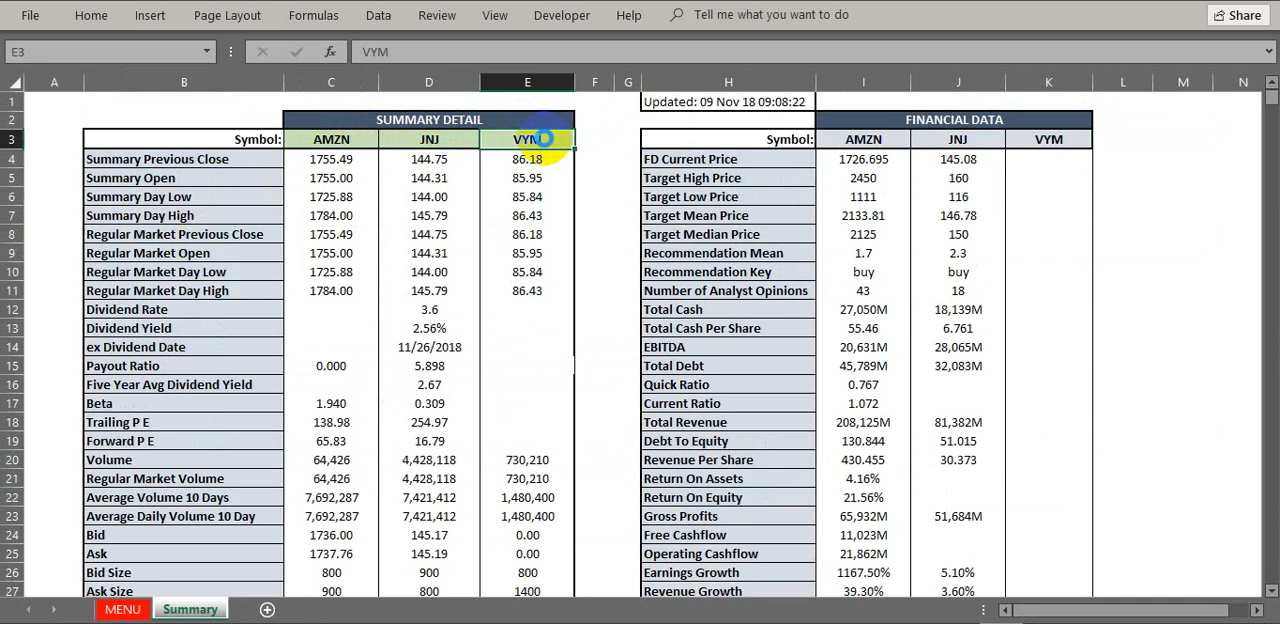 File Home Insert Page Layout Formulas Data Review View Developer Help Tell me what you want to do Share
E3 fx VYM
A B C D E F G H I J K L M N
1 Updated: 09 Nov 18 09:08:22
2 SUMMARY DETAIL FINANCIAL DATA
3 Symbol: AMZN JNJ VYM Symbol: AMZN JNJ VYM
4 Summary Previous Close 1755.49 144.75 86.18 FD Current Price 1726.695 145.08
5 Summary Open 1755.00 144.31 85.95 Target High Price 2450 160
6 Summary Day Low 1725.88 144.00 85.84 Target Low Price 1111 116
7 Summary Day High 1784.00 145.79 86.43 Target Mean Price 2133.81 146.78
8 Regular Market Previous Close 1755.49 144.75 86.18 Target Median Price 2125 150
9 Regular Market Open 1755.00 144.31 85.95 Recommendation Mean 1.7 2.3
10 Regular Market Day Low 1725.88 144.00 85.84 Recommendation Key buy buy
11 Regular Market Day High 1784.00 145.79 86.43 Number of Analyst Opinions 43 18
12 Dividend Rate 3.6 Total Cash 27,050M 18,139M
13 Dividend Yield 2.56% Total Cash Per Share 55.46 6.761
14 ex Dividend Date 11/26/2018 EBITDA 20,631M 28,065M
15 Payout Ratio 0.000 5.898 Total Debt 45,789M 32,083M
16 Five Year Avg Dividend Yield 2.67 Quick Ratio 0.767
17 Beta 1.940 0.309 Current Ratio 1.072
18 Trailing P E 138.98 254.97 Total Revenue 208,125M 81,382M
19 Forward P E 65.83 16.79 Debt To Equity 130.844 51.015
20 Volume 64,426 4,428,118 730,210 Revenue Per Share 430.455 30.373
21 Regular Market Volume 64,426 4,428,118 730,210 Return On Assets 4.16%
22 Average Volume 10 Days 7,692,287 7,421,412 1,480,400 Return On Equity 21.56%
23 Average Daily Volume 10 Day 7,692,287 7,421,412 1,480,400 Gross Profits 65,932M 51,684M
24 Bid 1736.00 145.17 0.00 Free Cashflow 11,023M
25 Ask 1737.76 145.19 0.00 Operating Cashflow 21,862M
26 Bid Size 800 900 800 Earnings Growth 1167.50% 5.10%
27 Ask Size 900 800 1400 Revenue Growth 39.30% 3.60%
MENU Summary